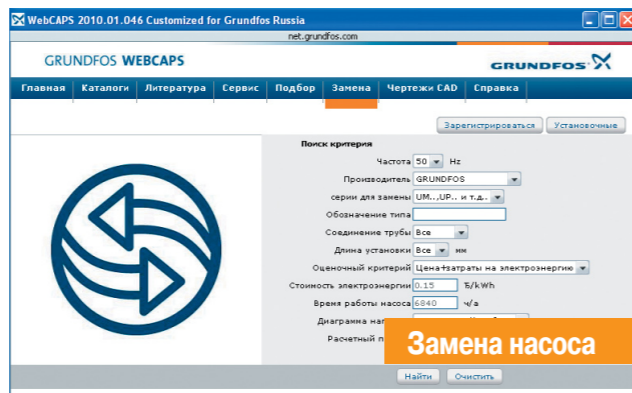 WebCAPS 2010.01.046 Customized for Grundfos Russia
net.grundfos.com
GRUNDFOS WEBCAPS
GRUNDFOS
Главная Каталоги Литература Сервис Подбор Замена Чертежи CAD Справка
Зарегистрироваться Установочные
Поиск критерия
Частота 50 Hz
Производитель GRUNDFOS
серии для замены UM..,UP.. и т.д..
Обозначение типа
Соединение трубы Все
Длина установки Все мм
Оценочный критерий Цена+затраты на электроэнергию
Стоимость электроэнергии 0.15 Ђ/kWh
Время работы насоса 6840 ч/а
Диаграмма
Расчетный
Замена насоса
Найти Очистить